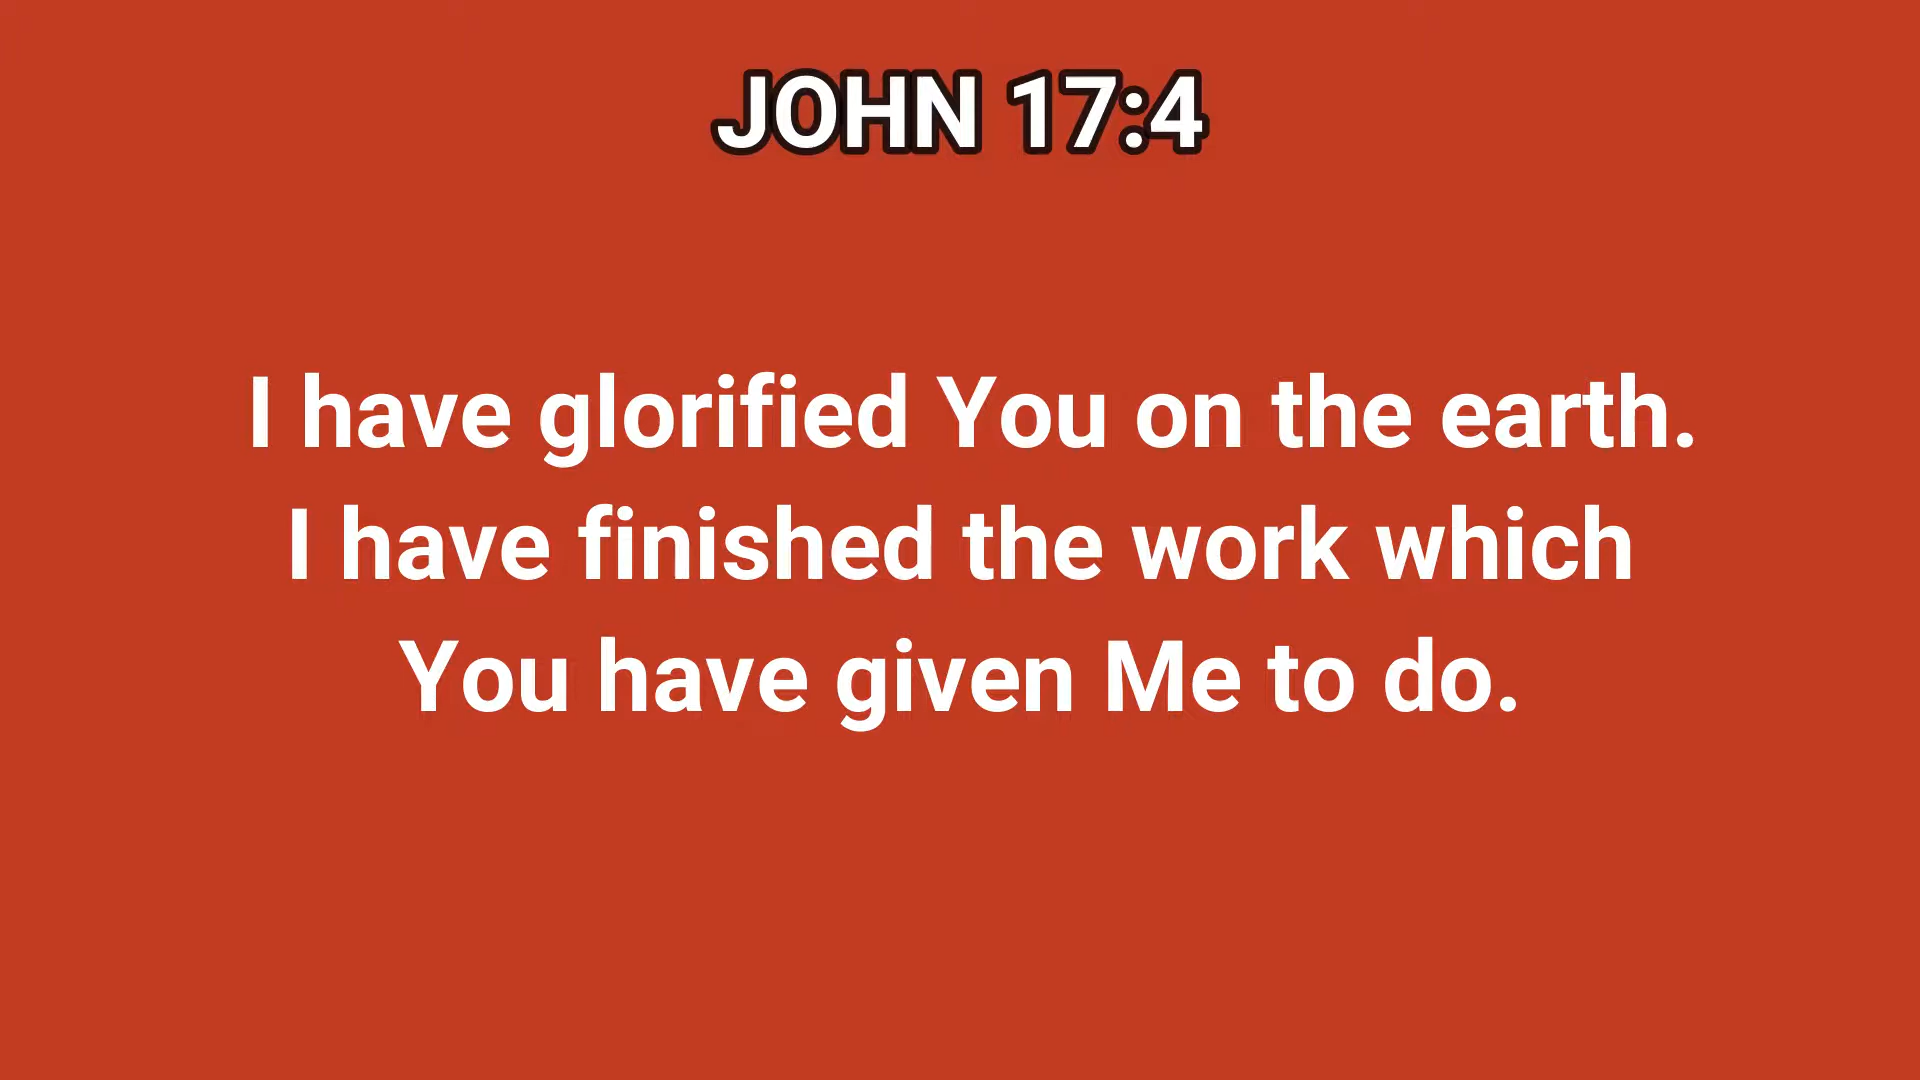 JOHN 17:4
I have glorified You on the earth.
I have finished the work which
You have given Me to do.